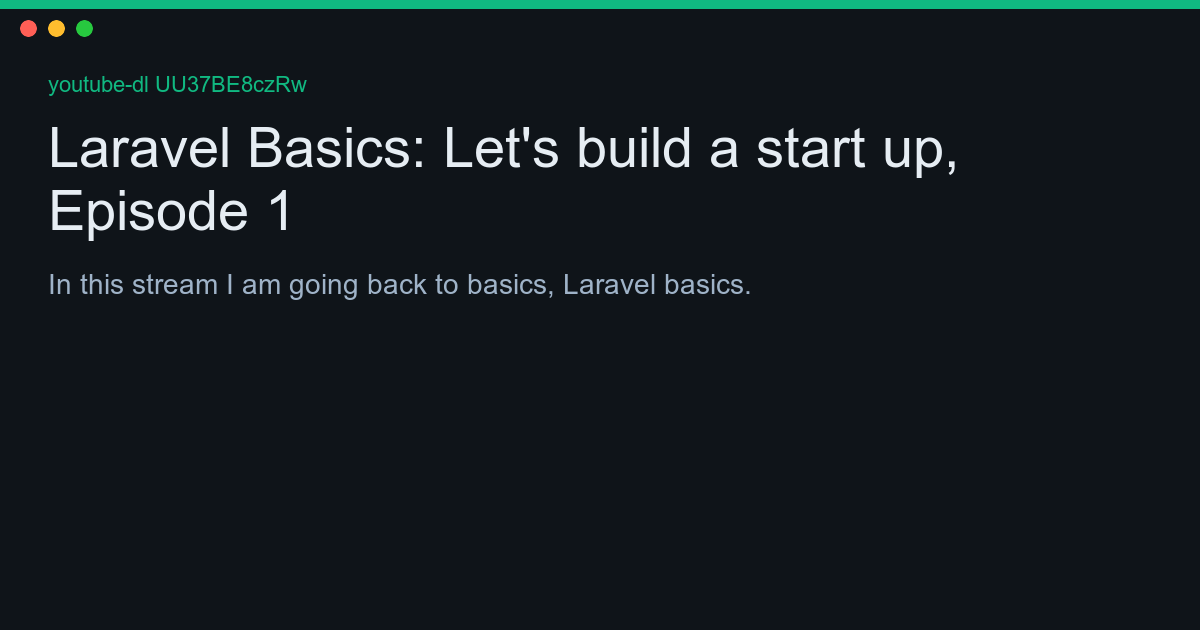 youtube-dl UU37BE8czRw
Laravel Basics: Let's build a start up,
Episode 1
In this stream I am going back to basics, Laravel basics.